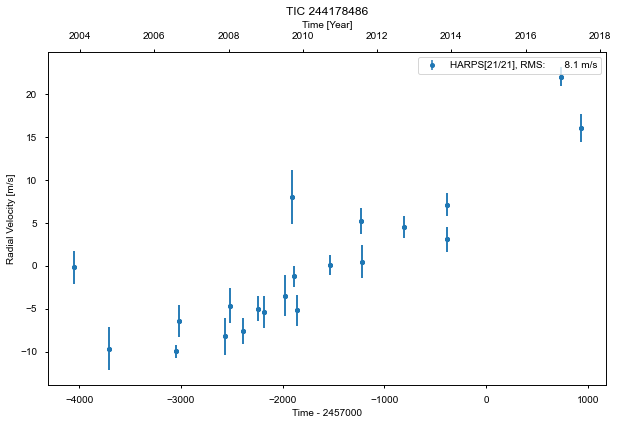 TIC 244178486
Time [Year]
2004 2006 2008 2010 2012 2014 2016 2018
HARPS[21/21], RMS: 8.1 m/s
Radial Velocity [m/s]
20
15
10
5
0
−5
−10
−4000 −3000 −2000 −1000 0 1000
Time - 2457000